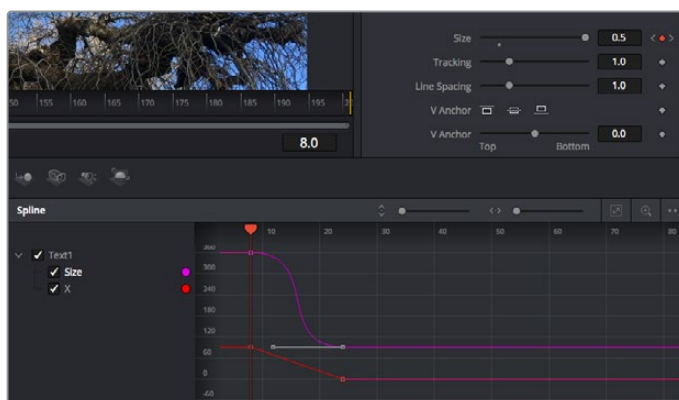 Size 0.5
Tracking 1.0
Line Spacing 1.0
50 155 160 165 170 175 180 185 190 195
V Anchor
8.0
V Anchor 0.0
Top Bottom
Spline
10 20 30 40 50 60 70 80
Text1
Size
X
360
300
240
180
120
60
0
-60